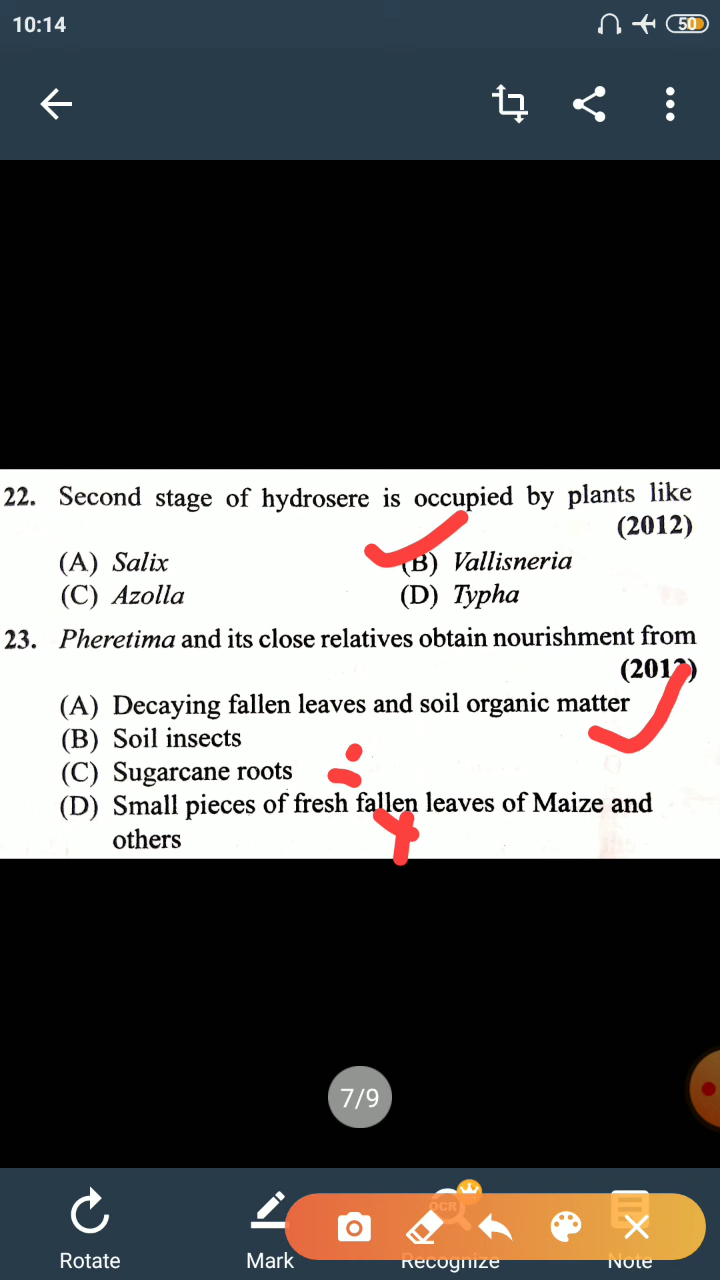 10:14
50
22. Second stage of hydrosere is occupied by plants like
(2012)
(A) Salix (B) Vallisneria
(C) Azolla (D) Typha
23. Pheretima and its close relatives obtain nourishment from
(2012)
(A) Decaying fallen leaves and soil organic matter
(B) Soil insects
(C) Sugarcane roots
(D) Small pieces of fresh fallen leaves of Maize and
others
7/9
OCR
Rotate Mark Recognize Note